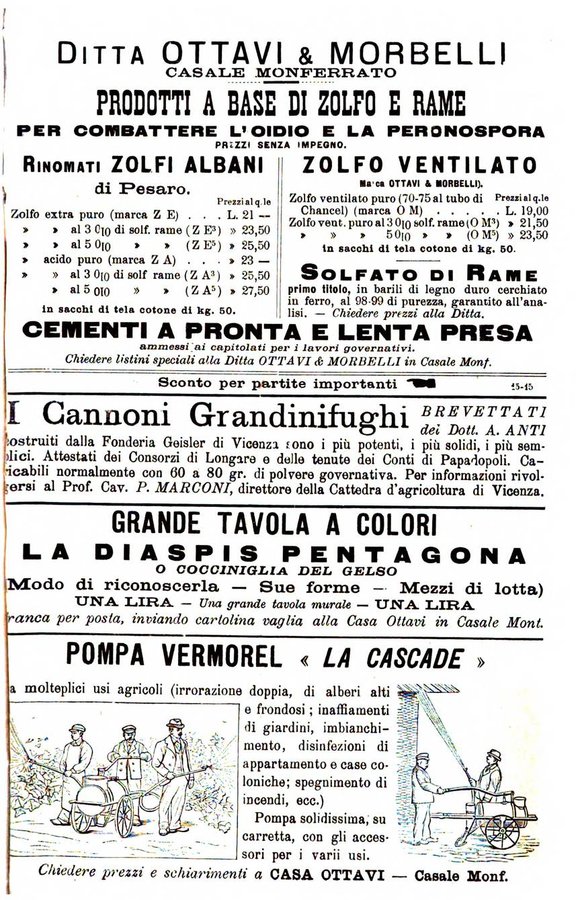 DITTA OTTAVI & MORBELLI
CASALE MONFERRATO
PRODOTTI A BASE DI ZOLFO E RAME
PER COMBATTERE L'OIDIO E LA PERONOSPORA
PREZZI SENZA IMPEGNO.
RINOMATI ZOLFI ALBANI
di Pesaro.
Prezzi al q.le
Zolfo extra puro (marca Z E) . . . . L. 21 —
» » al 3 0|0 di solf. rame (Z E³) » 23,50
» » al 5 0|0 » » (Z E⁵) » 25,50
» acido puro (marca Z A) . . . » 23 —
» » al 3 0|0 di solf rame (Z A³) » 25,50
» » al 5 0|0 » » (Z A⁵) » 27,50
in sacchi di tela cotone di kg. 50.
ZOLFO VENTILATO
Marca OTTAVI & MORBELLI).
Zolfo ventilato puro (70-75 al tubo di Prezzi al q.le
Chancel) (marca O M) . . . . . L. 19,00
Zolfo vent. puro al 3 0|0 solf. rame (O M³) » 21,50
» » » 5 0|0 » » (O M⁵) » 23,50
in sacchi di tela cotone di kg. 50.
SOLFATO DI RAME
primo titolo, in barili di legno duro cerchiato
in ferro, al 98-99 di purezza, garantito all'ana-
lisi. — Chiedere prezzi alla Ditta.
CEMENTI A PRONTA E LENTA PRESA
ammessi ai capitolati per i lavori governativi.
Chiedere listini speciali alla Ditta OTTAVI & MORBELLI in Casale Monf.
Sconto per partite importanti
15-15
I Cannoni Grandinifughi BREVETTATI
dei Dott. A. ANTI
costruiti dalla Fonderia Geisler di Vicenza sono i più potenti, i più solidi, i più sem-
plici. Attestati dei Consorzi di Longare e delle tenute dei Conti di Papadopoli. Ca-
ricabili normalmente con 60 a 80 gr. di polvere governativa. Per informazioni rivol-
gersi al Prof. Cav. P. MARCONI, direttore della Cattedra d'agricoltura di Vicenza.
GRANDE TAVOLA A COLORI
LA DIASPIS PENTAGONA
O COCCINIGLIA DEL GELSO
(Modo di riconoscerla — Sue forme — Mezzi di lotta)
UNA LIRA — Una grande tavola murale — UNA LIRA
franca per posta, inviando cartolina vaglia alla Casa Ottavi in Casale Mont.
POMPA VERMOREL « LA CASCADE »
a molteplici usi agricoli (irrorazione doppia, di alberi alti
e frondosi ; inaffiamenti
di giardini, imbianchi-
mento, disinfezioni di
appartamento e case co-
loniche; spegnimento di
incendi, ecc.)
Pompa solidissima, su
carretta, con gli acces-
sori per i varii usi.
Chiedere prezzi e schiarimenti a CASA OTTAVI — Casale Monf.